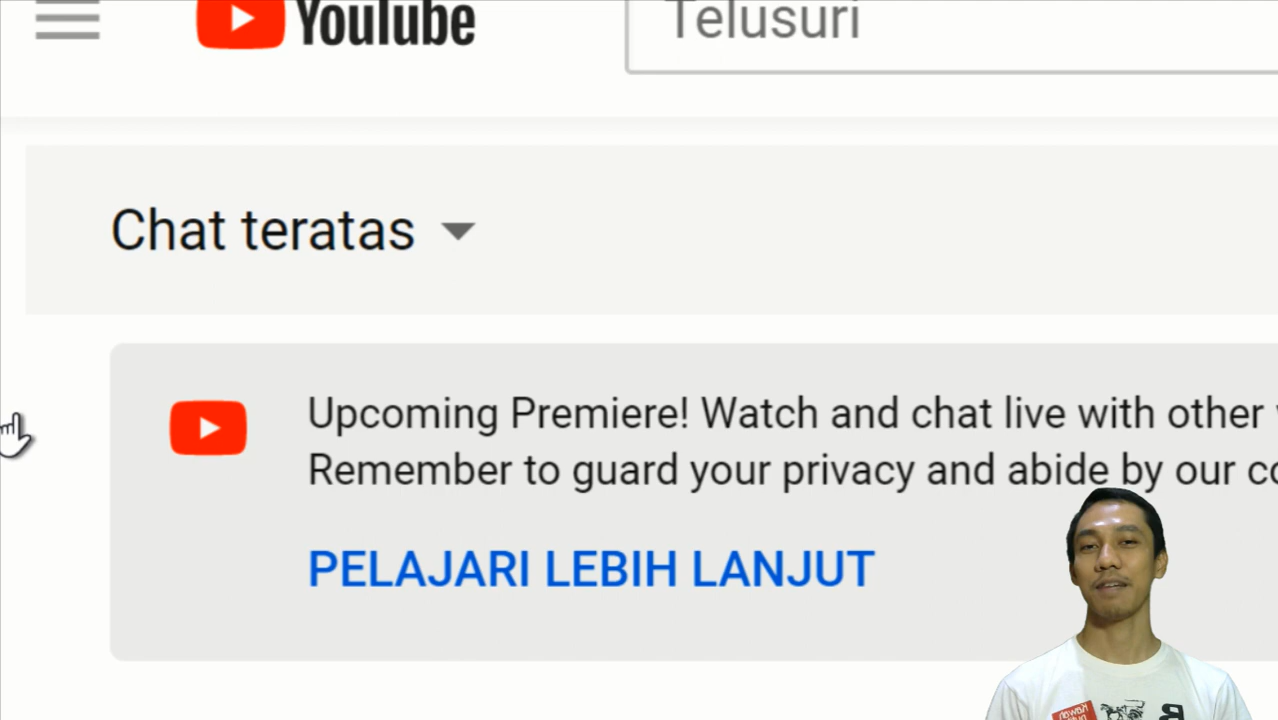 YouTube
Telusuri
Chat teratas
Upcoming Premiere! Watch and chat live with other
Remember to guard your privacy and abide by our
PELAJARI LEBIH LANJUT